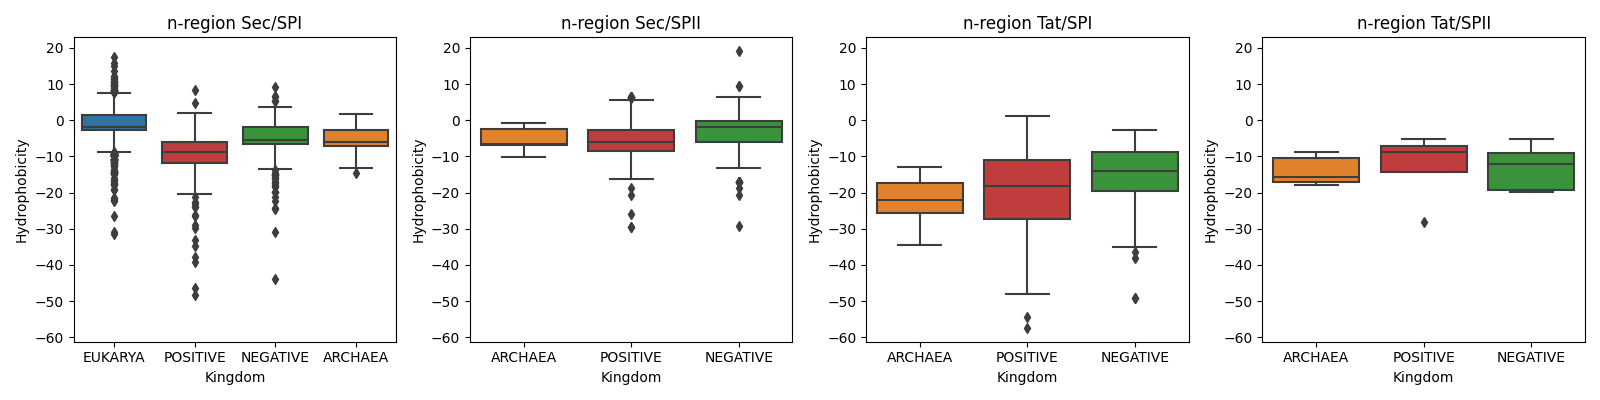 n-region Sec/SPI
20
10
0
−10
−20
−30
−40
−50
−60
Hydrophobicity
EUKARYA POSITIVE NEGATIVE ARCHAEA
Kingdom
n-region Sec/SPII
20
10
0
−10
−20
−30
−40
−50
−60
Hydrophobicity
ARCHAEA POSITIVE NEGATIVE
Kingdom
n-region Tat/SPI
20
10
0
−10
−20
−30
−40
−50
−60
Hydrophobicity
ARCHAEA POSITIVE NEGATIVE
Kingdom
n-region Tat/SPII
20
10
0
−10
−20
−30
−40
−50
−60
Hydrophobicity
ARCHAEA POSITIVE NEGATIVE
Kingdom